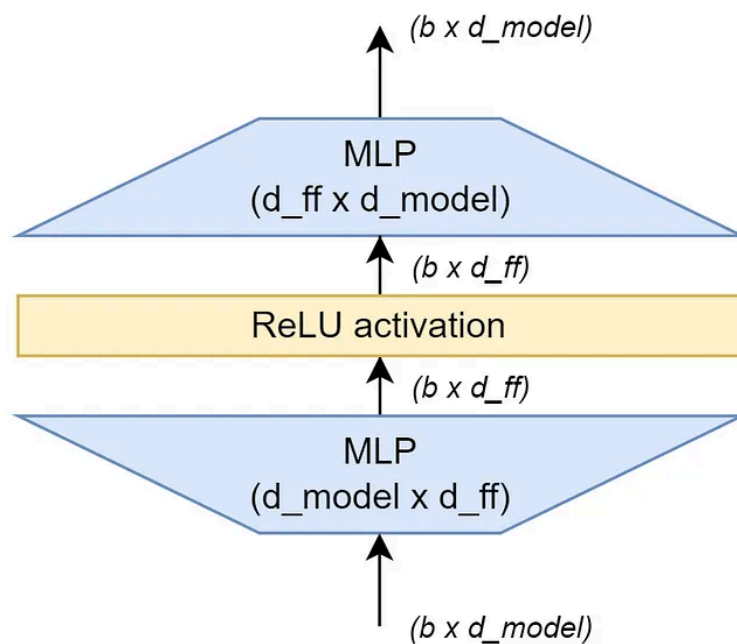 (b x d_model)
MLP
(d_ff x d_model)
(b x d_ff)
ReLU activation
(b x d_ff)
MLP
(d_model x d_ff)
(b x d_model)